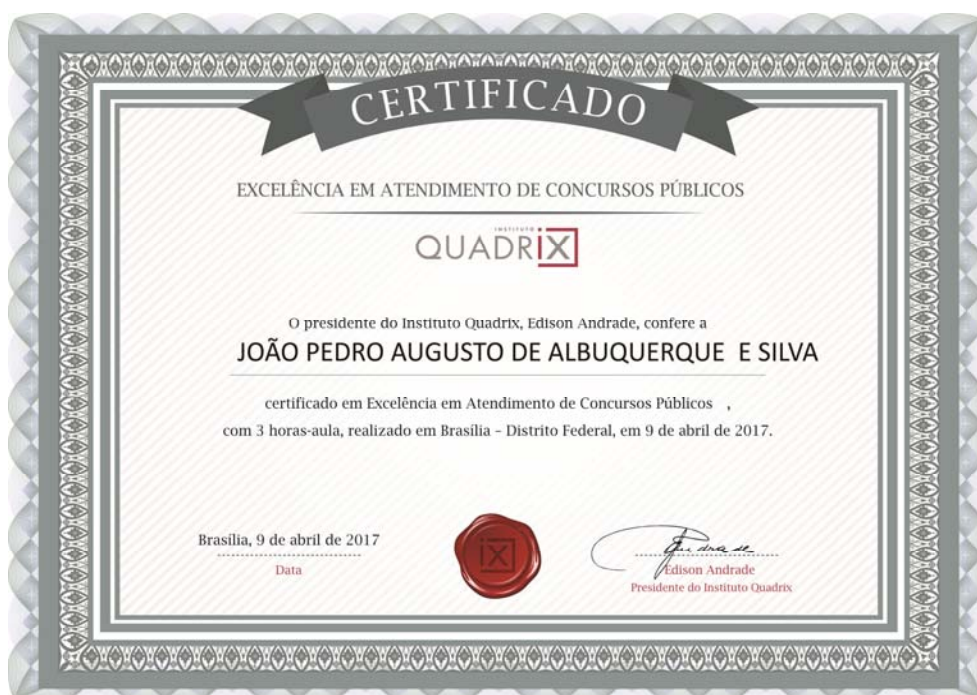 CERTIFICADO
EXCELÊNCIA EM ATENDIMENTO DE CONCURSOS PÚBLICOS
INSTITUTO
QUADRIX
O presidente do Instituto Quadrix, Edison Andrade, confere a
JOÃO PEDRO AUGUSTO DE ALBUQUERQUE E SILVA
certificado em Excelência em Atendimento de Concursos Públicos ,
com 3 horas-aula, realizado em Brasília – Distrito Federal, em 9 de abril de 2017.
Brasília, 9 de abril de 2017
Data
iX
Edison Andrade
Presidente do Instituto Quadrix